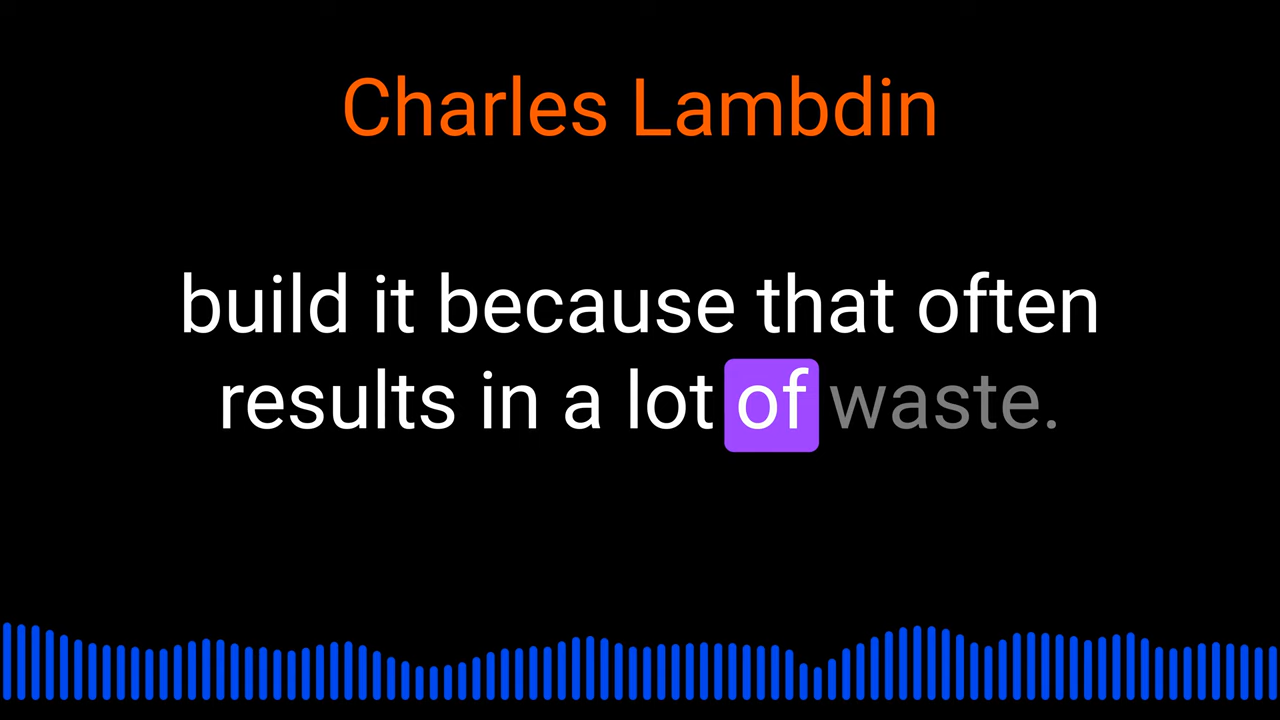 Charles Lambdin
build it because that often
results in a lot of waste.